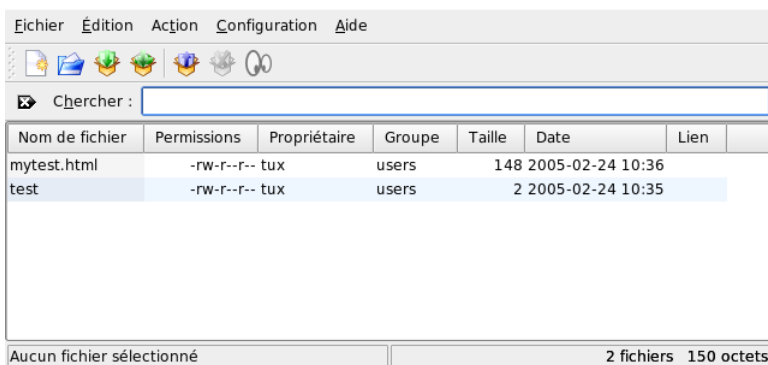 Fichier Édition Action Configuration Aide
Chercher :
Nom de fichier Permissions Propriétaire Groupe Taille Date Lien
mytest.html -rw-r--r-- tux users 148 2005-02-24 10:36
test -rw-r--r-- tux users 2 2005-02-24 10:35
Aucun fichier sélectionné 2 fichiers 150 octets